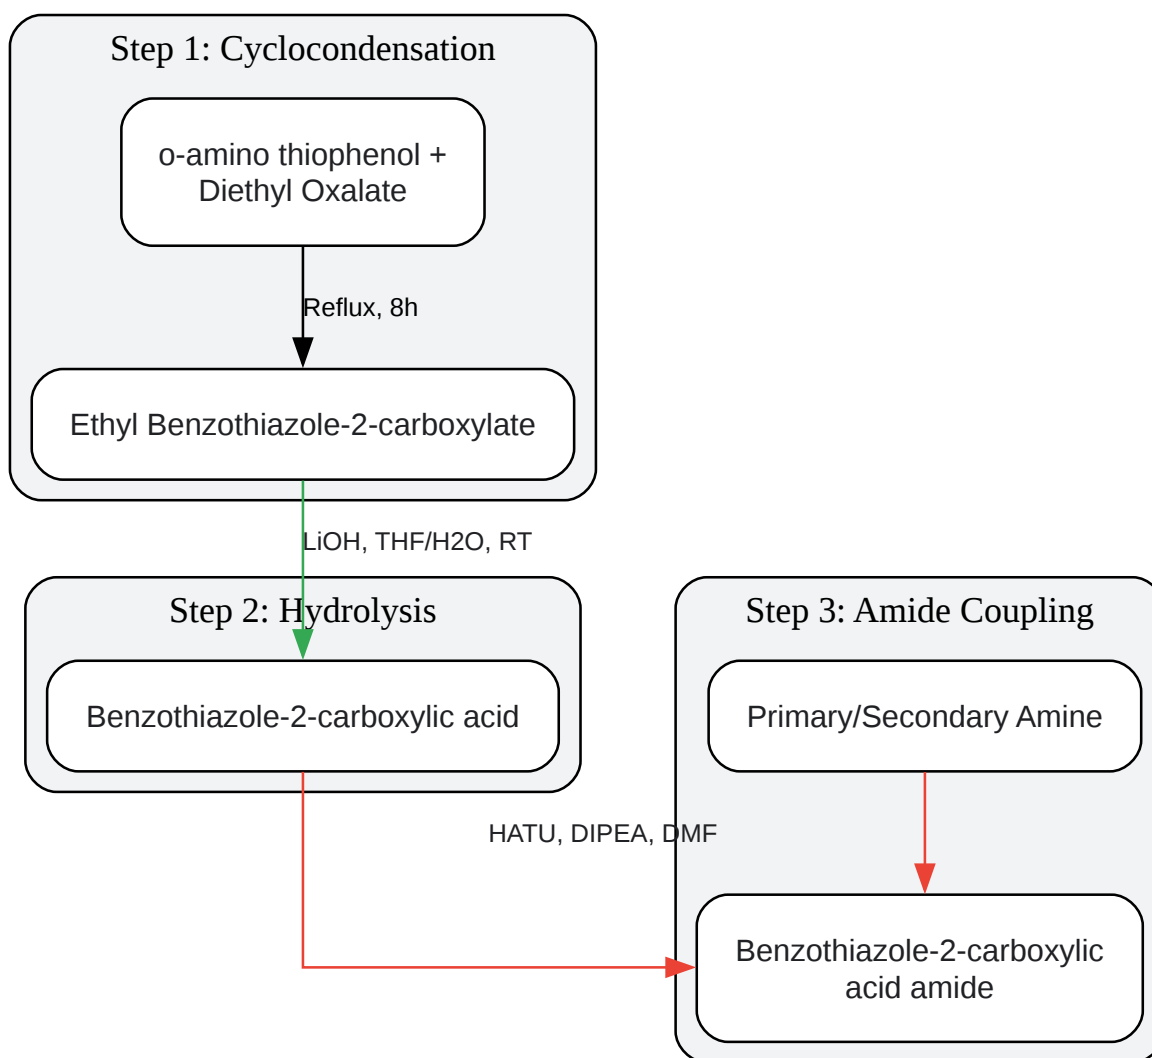 Step 1: Cyclocondensation
o-amino thiophenol +
Diethyl Oxalate
Reflux, 8h
Ethyl Benzothiazole-2-carboxylate
LiOH, THF/H2O, RT
Step 2: Hydrolysis
Benzothiazole-2-carboxylic acid
Step 3: Amide Coupling
Primary/Secondary Amine
HATU, DIPEA, DMF
Benzothiazole-2-carboxylic
acid amide